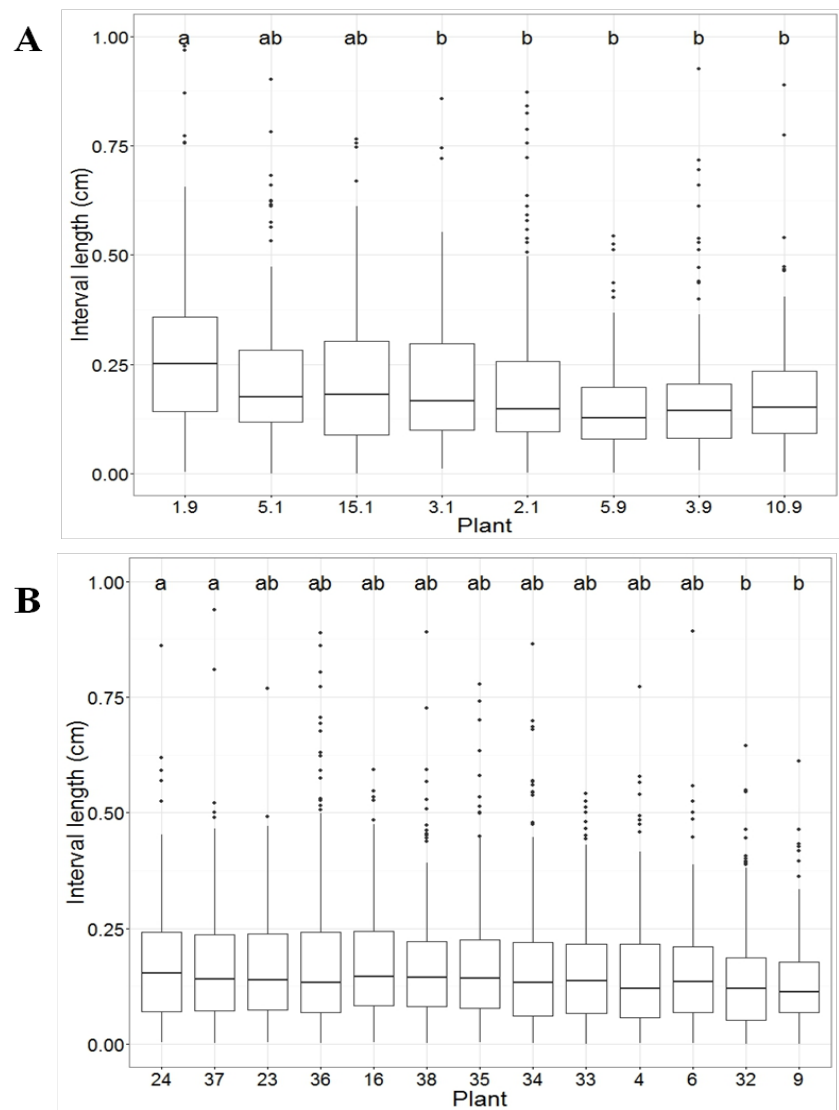 A
1.00
a ab ab b b b b b
0.75
0.50
0.25
0.00
Interval length (cm)
1.9 5.1 15.1 3.1 2.1 5.9 3.9 10.9
Plant
B
1.00
a a ab ab ab ab ab ab ab ab ab b b
0.75
0.50
0.25
0.00
Interval length (cm)
24 37 23 36 16 38 35 34 33 4 6 32 9
Plant